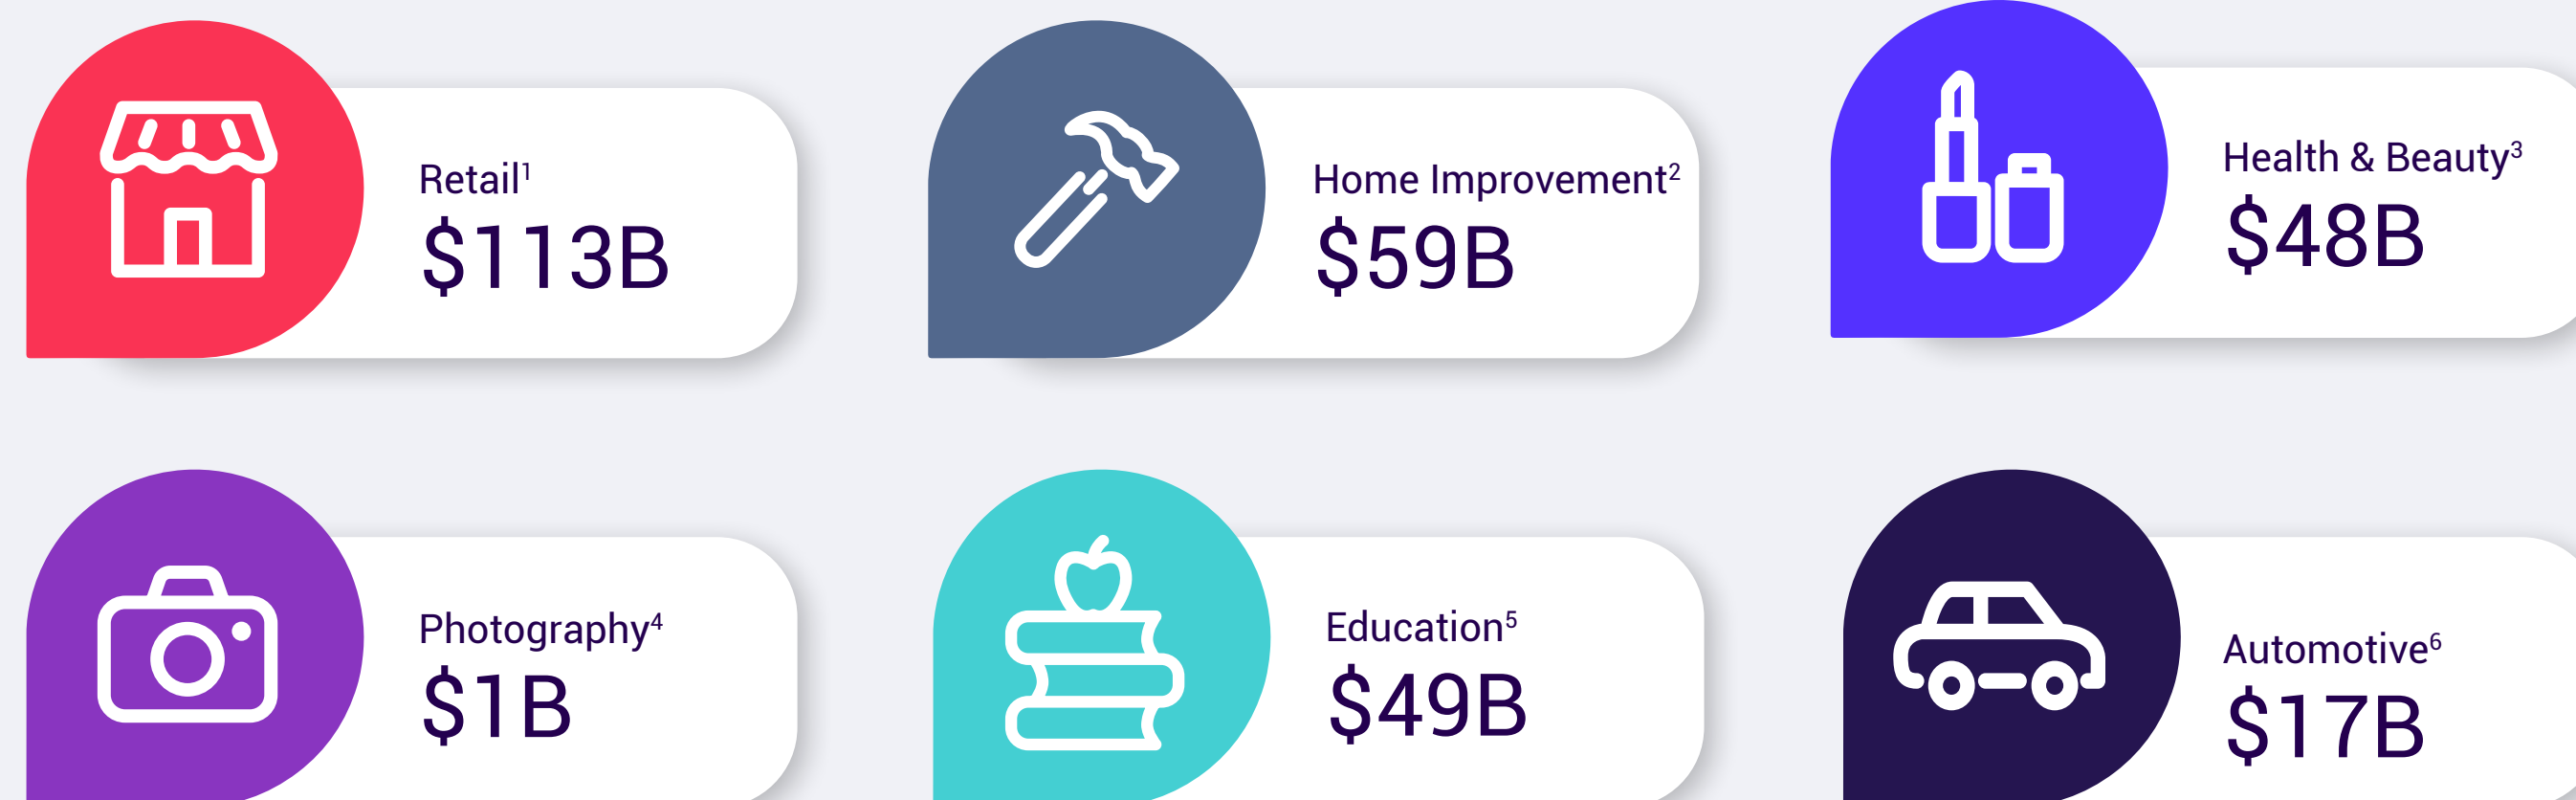 Retail¹
$113B
Home Improvement²
$59B
Health & Beauty³
$48B
Photography⁴
$1B
Education⁵
$49B
Automotive⁶
$17B